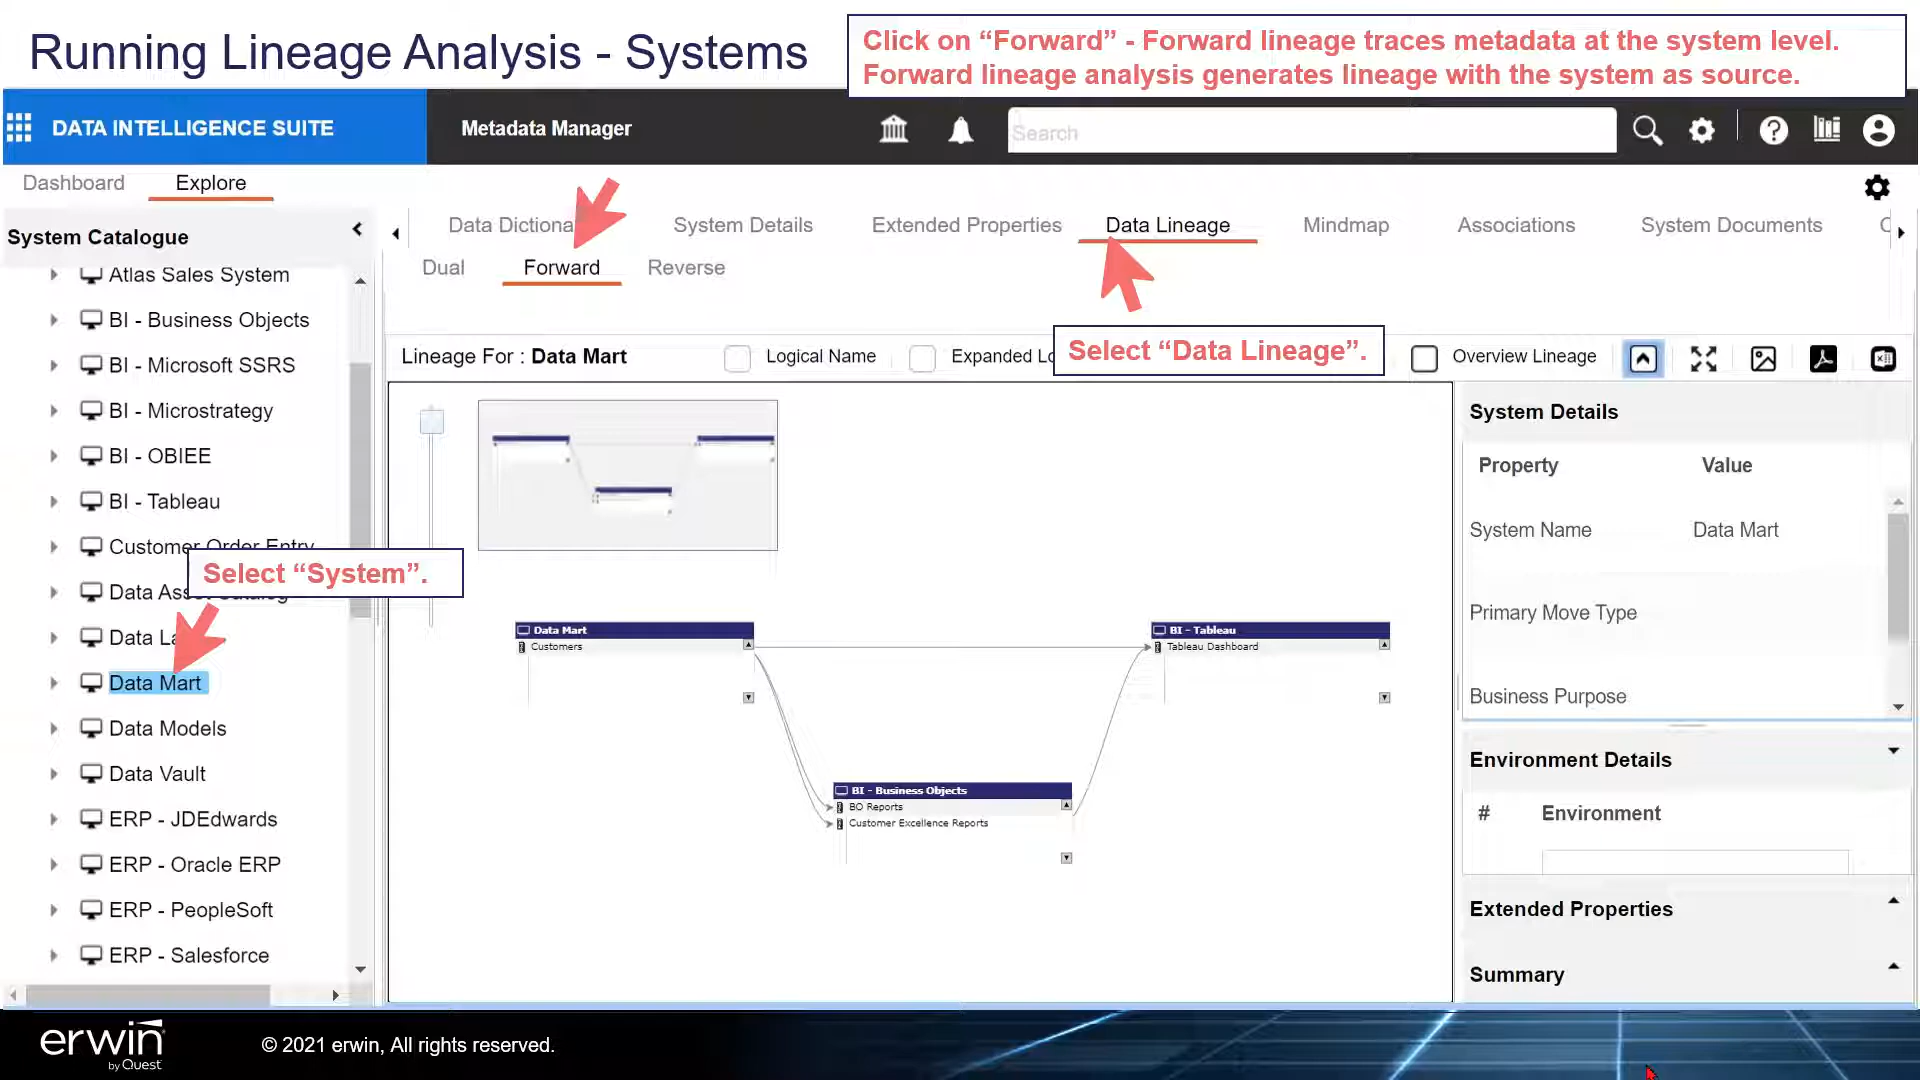 Running Lineage Analysis - Systems
Click on “Forward” - Forward lineage traces metadata at the system level.
Forward lineage analysis generates lineage with the system as source.
DATA INTELLIGENCE SUITE
Metadata Manager
Search
Dashboard
Explore
System Catalogue
Data Dictiona
System Details
Extended Properties
Data Lineage
Mindmap
Associations
System Documents
Dual
Forward
Reverse
Select “Data Lineage”.
Lineage For : Data Mart
Logical Name
Expanded Lo
Overview Lineage
Atlas Sales System
BI - Business Objects
BI - Microsoft SSRS
BI - Microstrategy
BI - OBIEE
BI - Tableau
Customer Order Entry
Select “System”.
Data Asset Catalog
Data La
Data Mart
Data Models
Data Vault
ERP - JDEdwards
ERP - Oracle ERP
ERP - PeopleSoft
ERP - Salesforce
Data Mart
Customers
BI - Tableau
Tableau Dashboard
BI - Business Objects
BO Reports
Customer Excellence Reports
System Details
Property Value
System Name Data Mart
Primary Move Type
Business Purpose
Environment Details
# Environment
Extended Properties
Summary
erwin
by Quest
© 2021 erwin, All rights reserved.